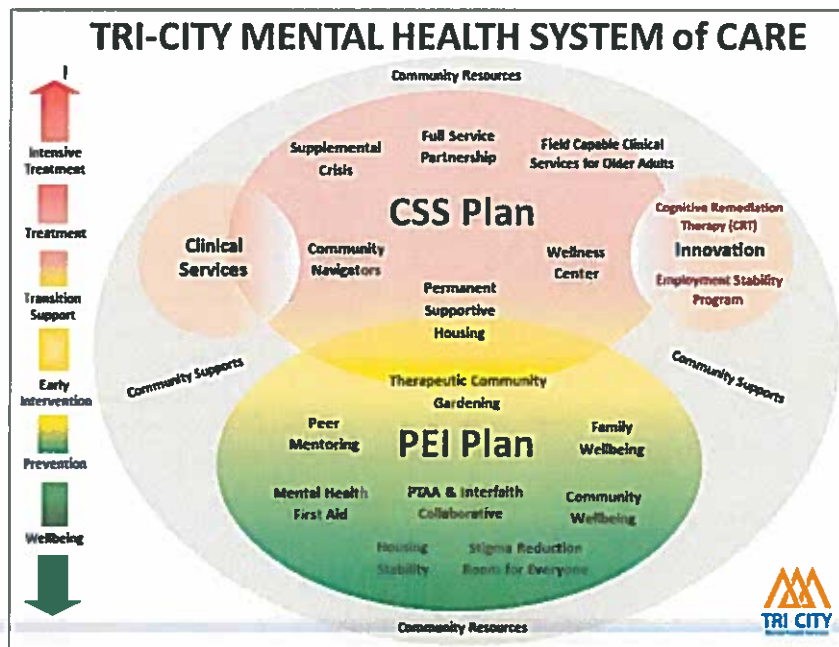 TRI-CITY MENTAL HEALTH SYSTEM of CARE
Community Resources
Intensive
Treatment
Treatment
Transition
Support
Early
Intervention
Prevention
Wellbeing
Supplemental
Crisis
Full Service
Partnership
Field Capable Clinical
Services for Older Adults
CSS Plan
Clinical
Services
Community
Navigators
Wellness
Center
Cognitive Remediation
Therapy (CRT)
Innovation
Employment Stability
Program
Permanent
Supportive
Housing
Community Supports
Community Supports
Therapeutic Community
Gardening
Peer
Mentoring
PEI Plan
Family
Wellbeing
Mental Health
First Aid
PTAA & Interfaith
Collaborative
Community
Wellbeing
Housing
Stability
Stigma Reduction
Room for Everyone
Community Resources
TRI CITY
Mental Health Services